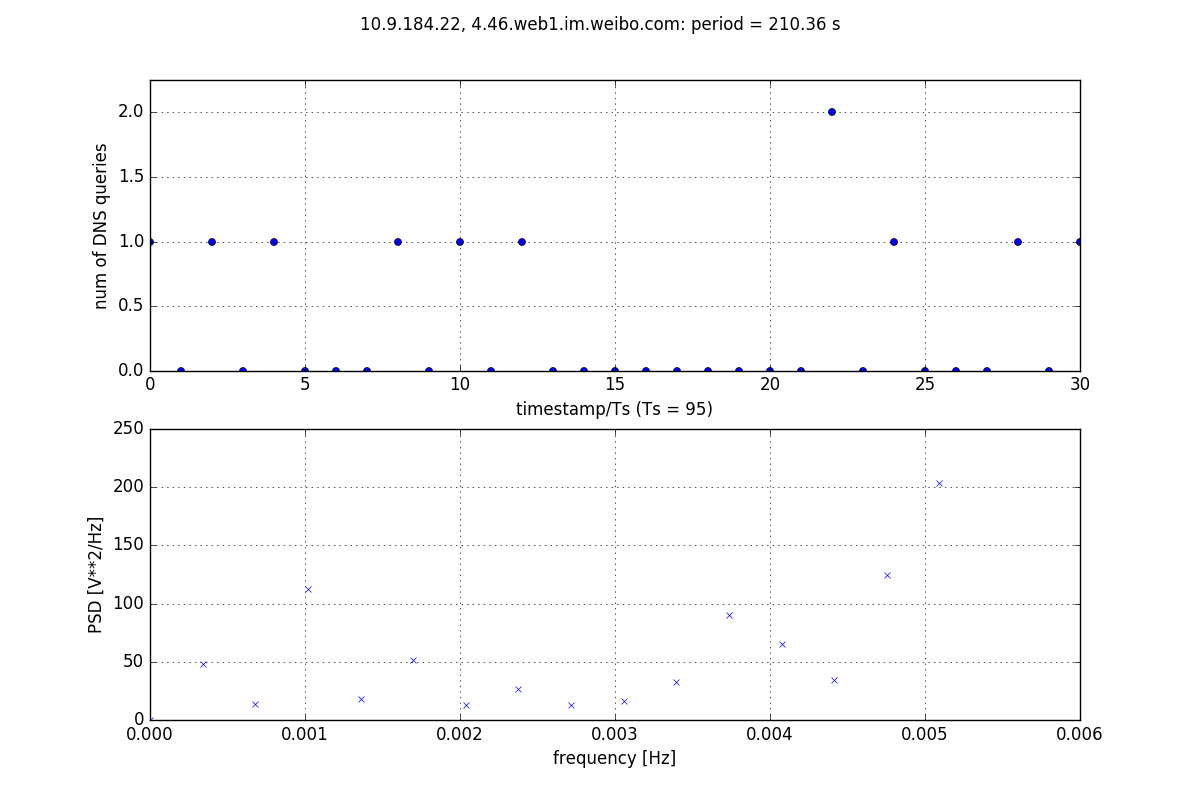 10.9.184.22, 4.46.web1.im.weibo.com: period = 210.36 s
2.0
1.5
1.0
0.5
0.0
num of DNS queries
0 5 10 15 20 25 30
timestamp/Ts (Ts = 95)
250
200
150
100
50
0
PSD [V**2/Hz]
0.000 0.001 0.002 0.003 0.004 0.005 0.006
frequency [Hz]